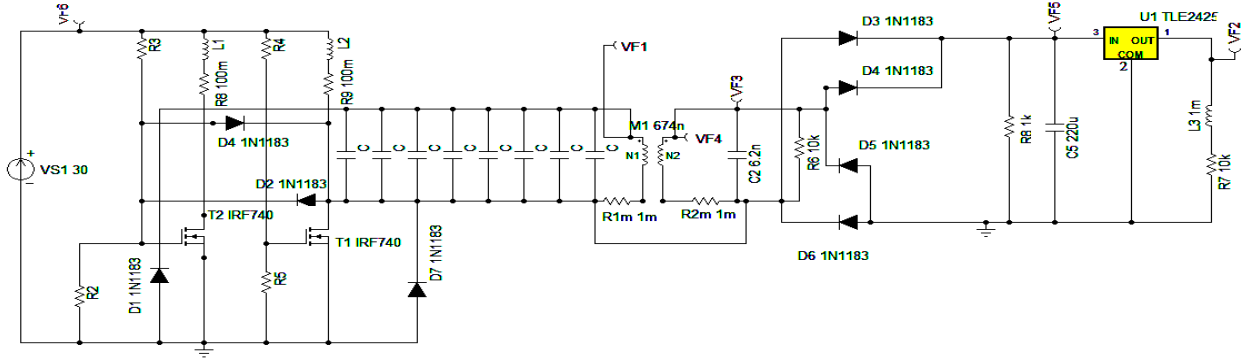 VF6
R3
L1
R4
L2
R8 100m
R9 100m
VS1 30
+
−
D4 1N1183
D2 1N1183
T2 IRF740
T1 IRF740
R2
D1 1N1183
R5
D7 1N1183
C
C
C
C
C
C
C
C
VF1
M1 674n
N1
N2
VF4
VF3
R1m 1m
R2m 1m
C2 6.2n
R6 10k
D3 1N1183
D4 1N1183
D5 1N1183
D6 1N1183
VF5
R8 1k
C5 220u
U1 TLE2425
3
IN OUT
1
COM
2
VF2
L3 1m
R7 10k